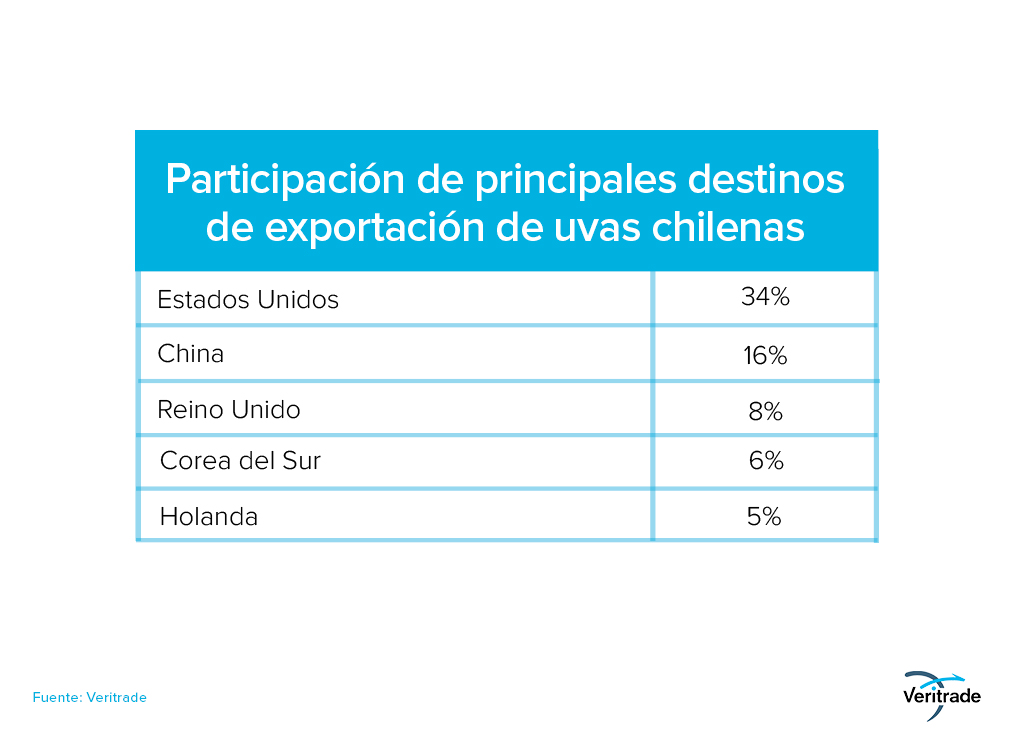 Participación de principales destinos
de exportación de uvas chilenas
Estados Unidos 34%
China 16%
Reino Unido 8%
Corea del Sur 6%
Holanda 5%
Fuente: Veritrade
Veritrade